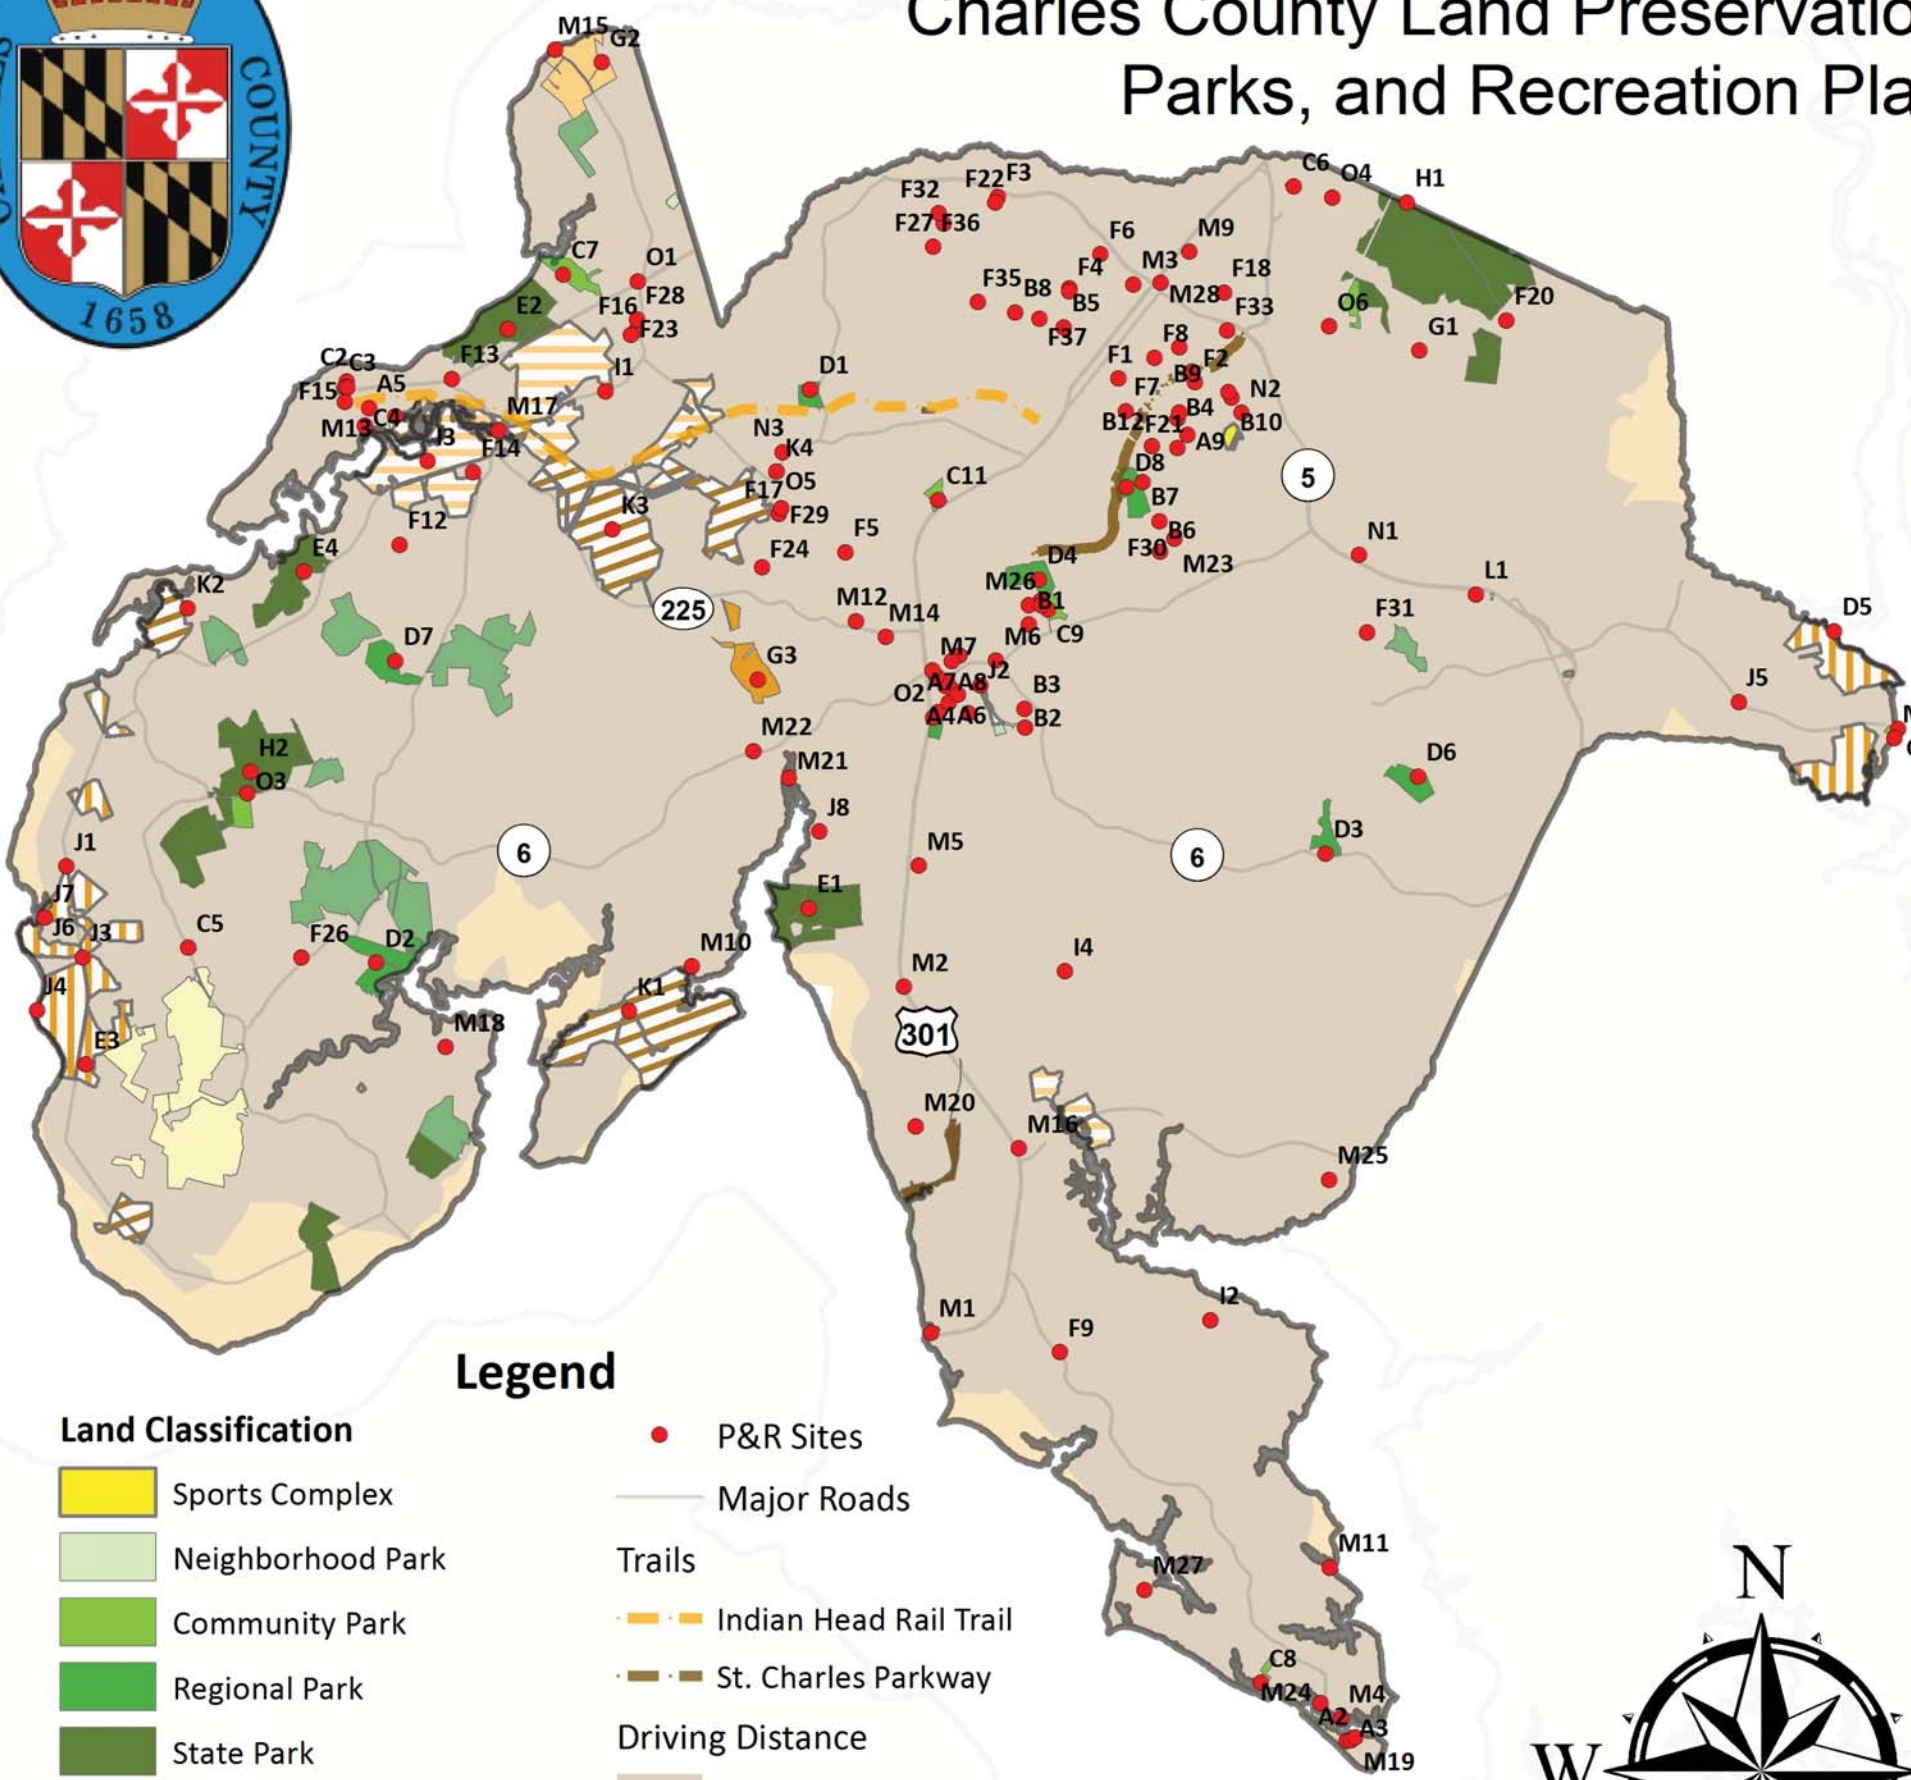 Charles County Land Preservatio
Parks, and Recreation Pla
COUNTY
1658
M15
G2
C6
O4
H1
F32
F22
F3
F27
F36
F6
M9
C7
O1
M3
F18
F35
B8
F4
B5
M28
F33
F20
E2
F16
F28
F23
F37
O6
G1
F13
C2
C3
I1
D1
F8
F1
F2
F15
A5
B9
F7
N2
M13
C4
M17
N3
B12
F21
B4
B10
I3
F14
K4
A9
5
F17
O5
C11
D8
F12
K3
F29
B7
E4
F24
F5
B6
F30
M23
N1
K2
225
D4
M26
B1
L1
M12
M14
F31
D5
D7
G3
M7
M6
C9
J2
O2
A7
A8
B3
J5
A4
A6
B2
H2
M22
D6
O3
M21
J8
J1
6
M5
6
D3
J7
E1
J6
J3
C5
F26
D2
M10
I4
J4
K1
M2
M18
301
E3
M20
M16
M25
M1
F9
I2
M11
M27
C8
M24
M4
A2
A3
M19
Legend
Land Classification
Sports Complex
Neighborhood Park
Community Park
Regional Park
State Park
P&R Sites
Major Roads
Trails
Indian Head Rail Trail
St. Charles Parkway
Driving Distance
N
W